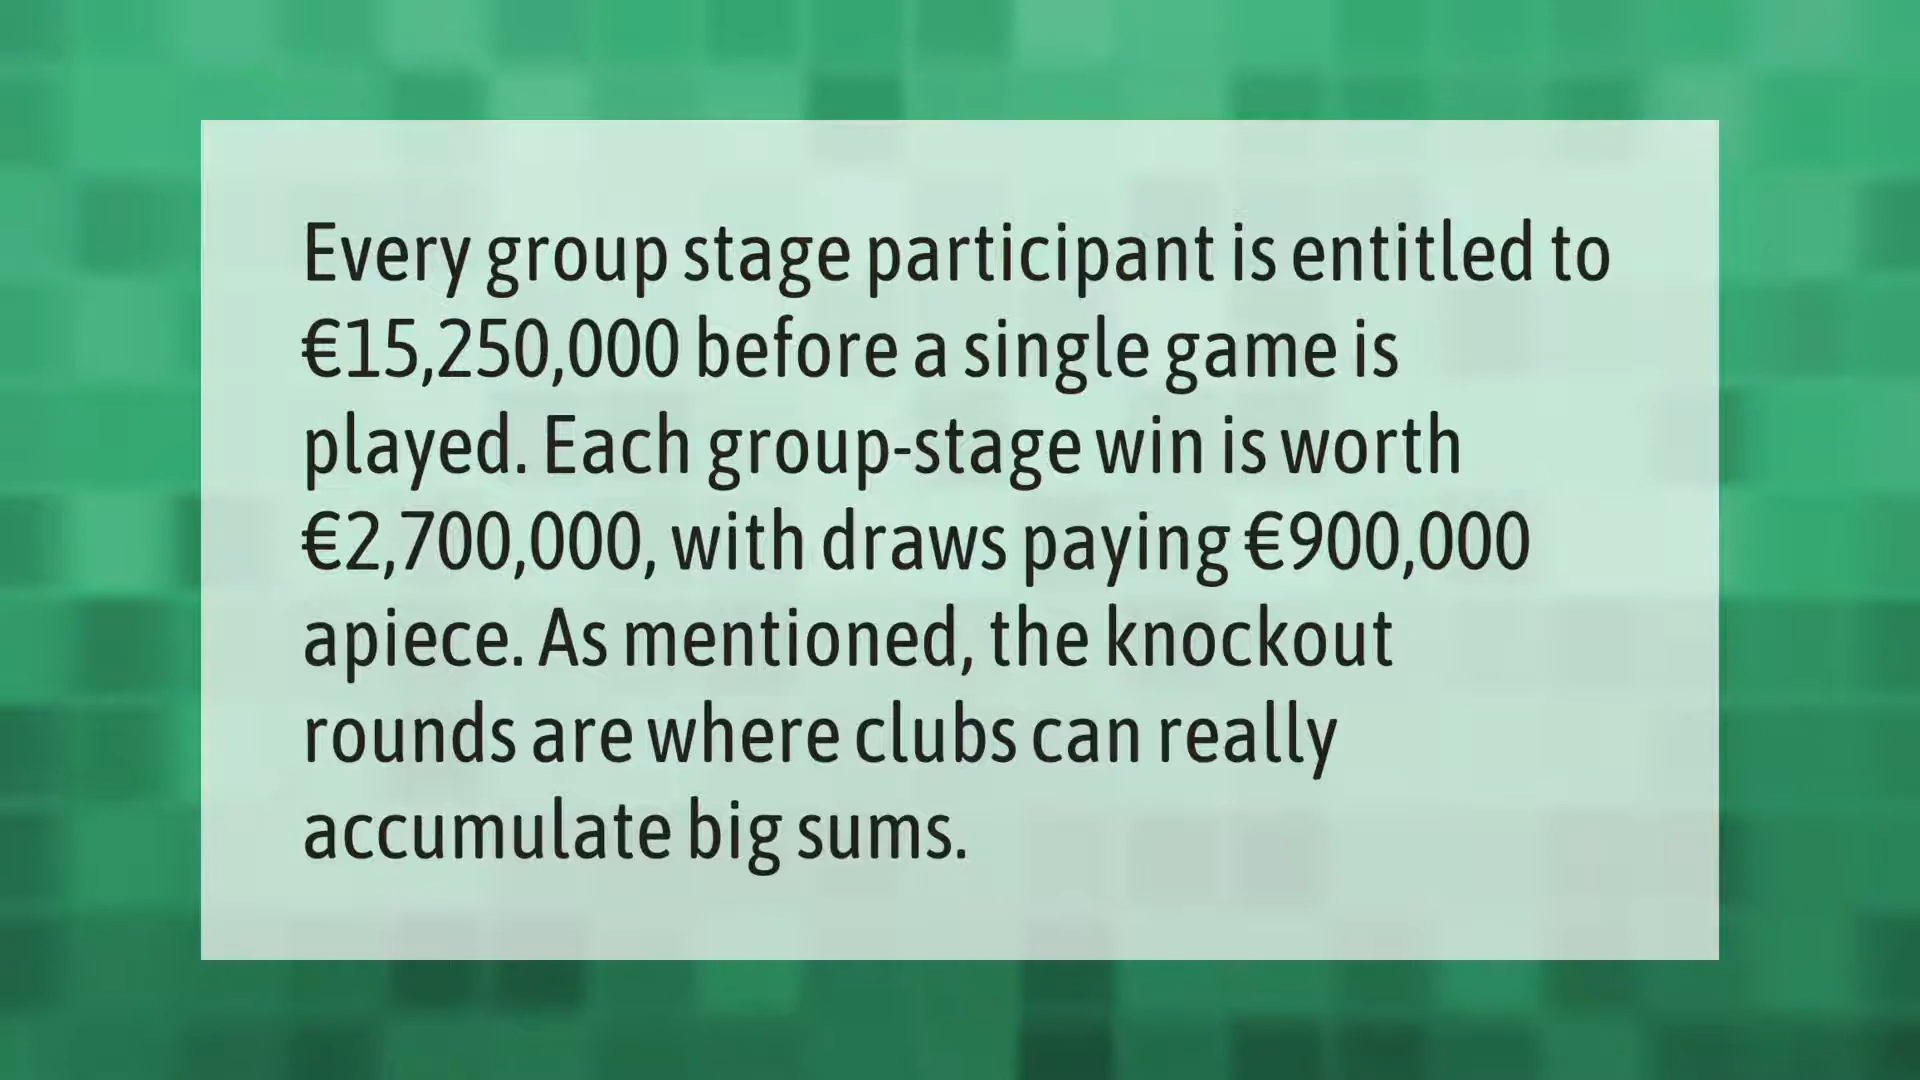 Every group stage participant is entitled to
€15,250,000 before a single game is
played. Each group-stage win is worth
€2,700,000, with draws paying €900,000
apiece. As mentioned, the knockout
rounds are where clubs can really
accumulate big sums.